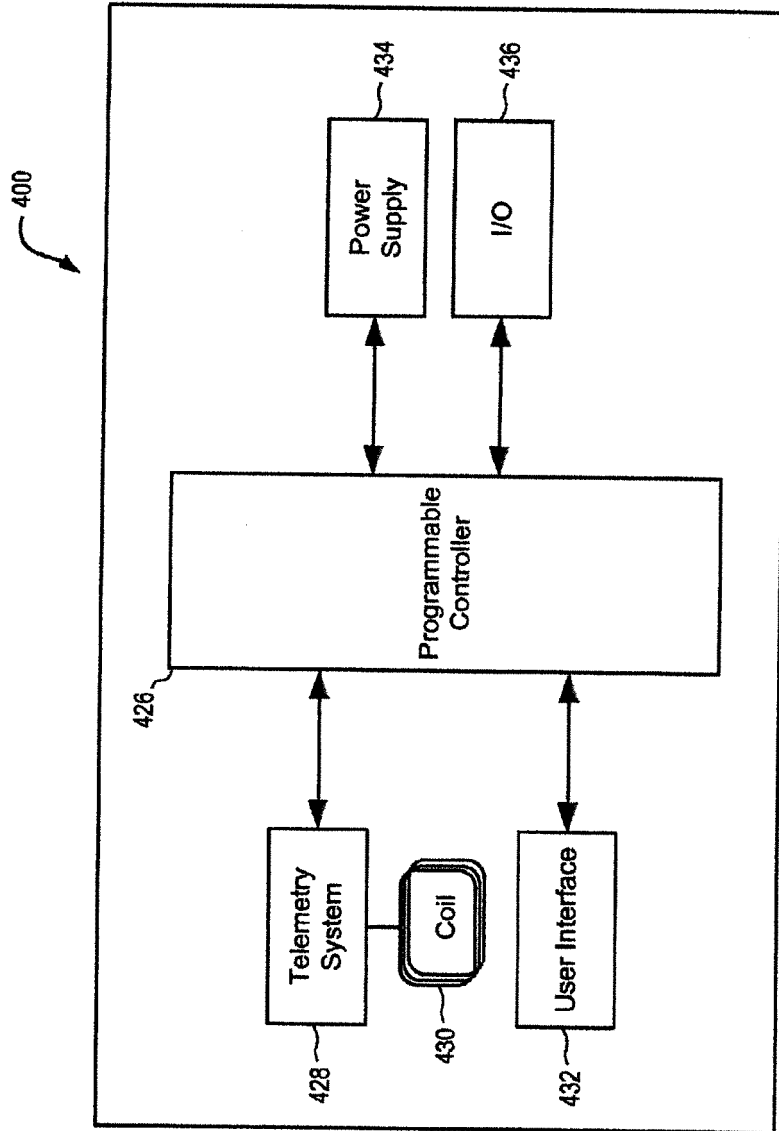 400
426
428
Telemetry
System
430
Coil
432
User Interface
Programmable
Controller
434
Power
Supply
436
I/O